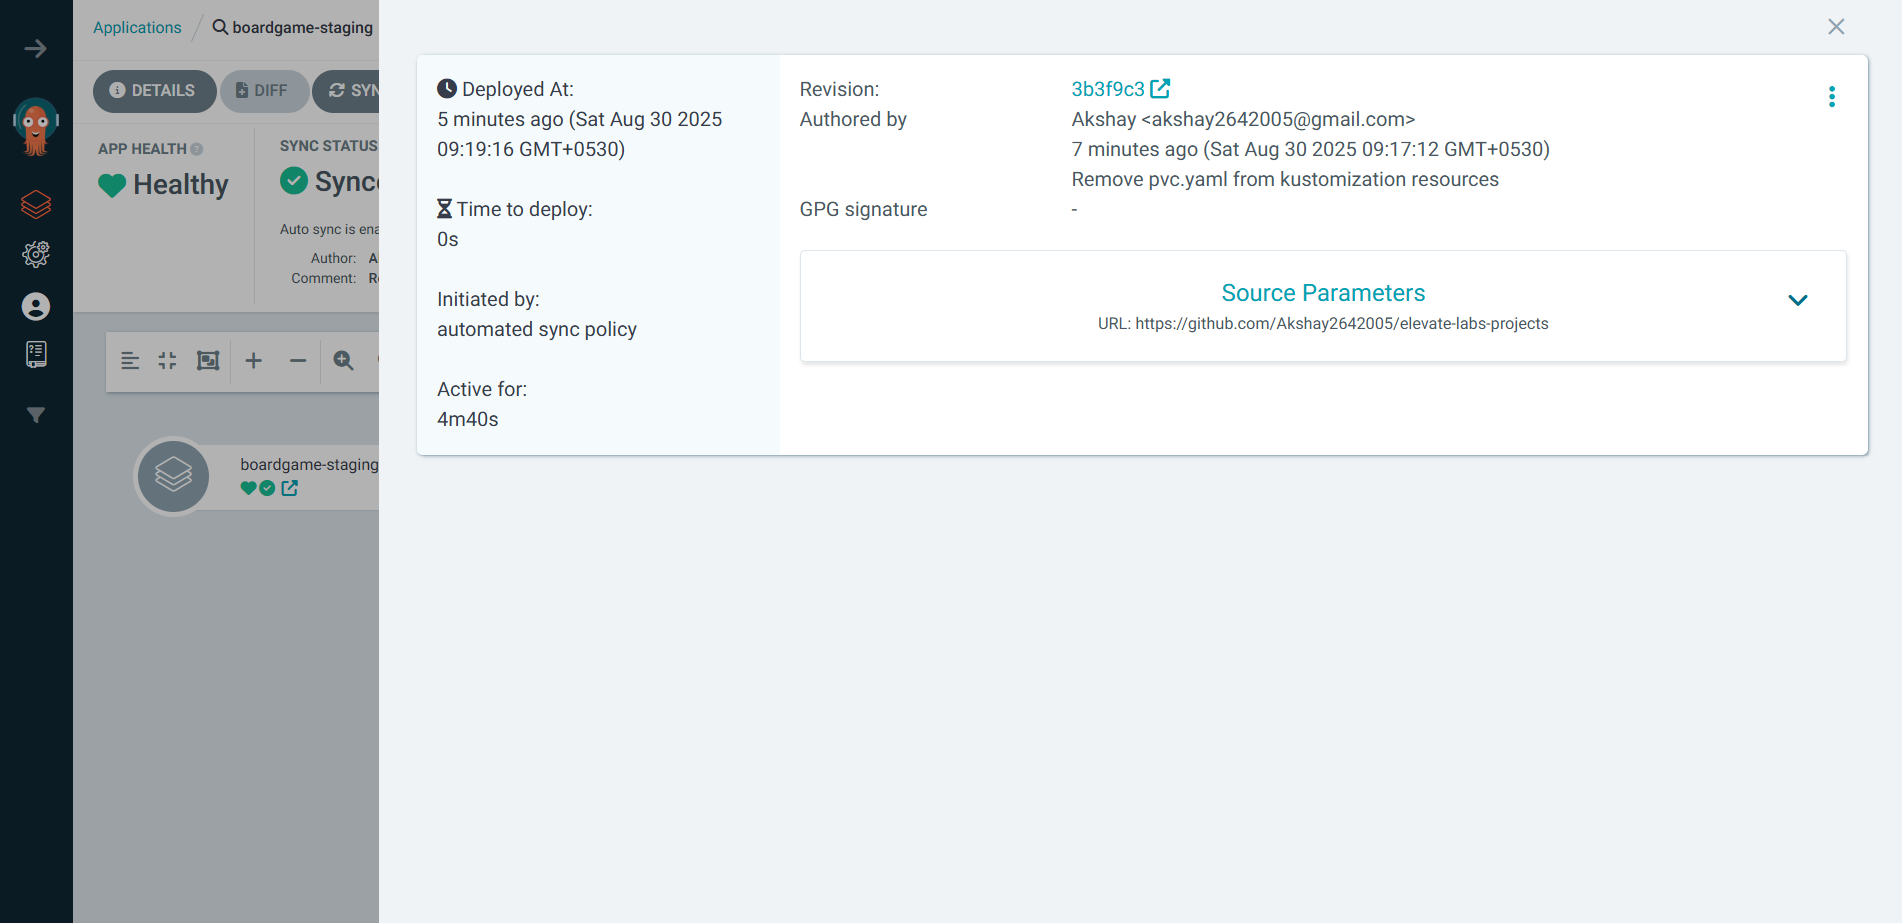 Applications / boardgame-staging
DETAILS
DIFF
SYN
APP HEALTH
Healthy
SYNC STATUS
Sync
Auto sync is ena
Author: A
Comment: R
boardgame-staging
Deployed At:
5 minutes ago (Sat Aug 30 2025
09:19:16 GMT+0530)
Time to deploy:
0s
Initiated by:
automated sync policy
Active for:
4m40s
Revision: 3b3f9c3
Authored by Akshay <akshay2642005@gmail.com>
7 minutes ago (Sat Aug 30 2025 09:17:12 GMT+0530)
Remove pvc.yaml from kustomization resources
GPG signature -
Source Parameters
URL: https://github.com/Akshay2642005/elevate-labs-projects